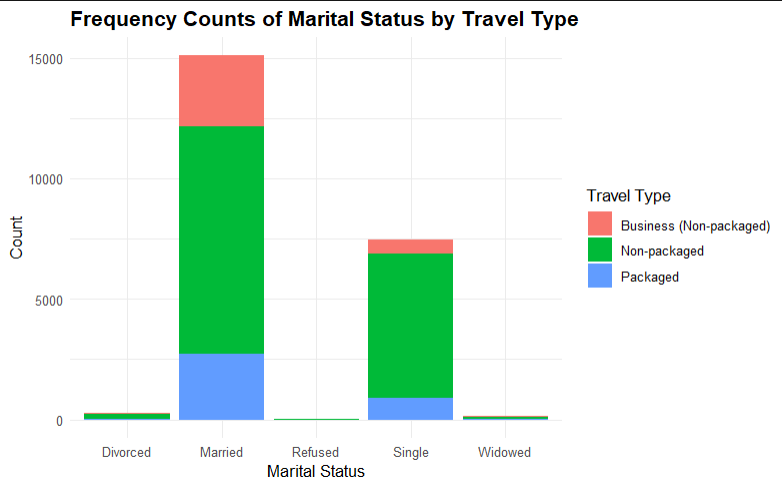 Frequency Counts of Marital Status by Travel Type
15000
10000
5000
0
Count
Divorced Married Refused Single Widowed
Marital Status
Travel Type
Business (Non-packaged)
Non-packaged
Packaged